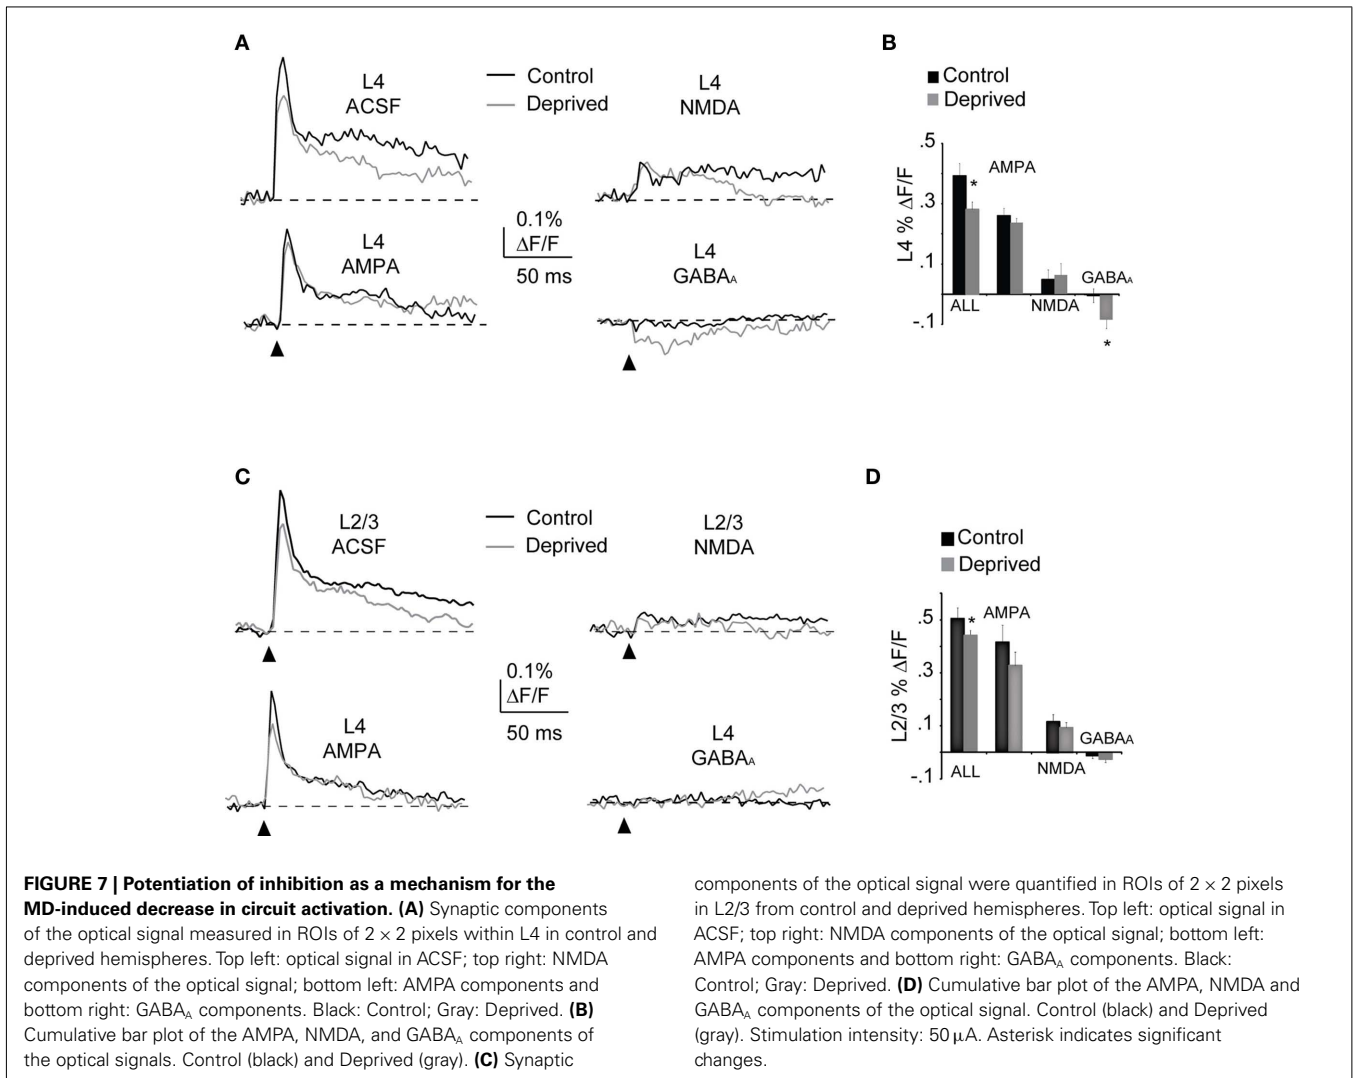 A
L4
ACSF
Control
Deprived
L4
NMDA
L4
AMPA
0.1%
ΔF/F
50 ms
L4
GABAA
B
Control
Deprived
L4 % ΔF/F
.5
.3
.1
-.1
AMPA
*
GABAA
ALL
NMDA
*
C
L2/3
ACSF
Control
Deprived
L2/3
NMDA
L4
AMPA
0.1%
ΔF/F
50 ms
L4
GABAA
D
Control
Deprived
L2/3 % ΔF/F
.5
.3
.1
-.1
AMPA
*
GABAA
ALL
NMDA
FIGURE 7 | Potentiation of inhibition as a mechanism for the
MD-induced decrease in circuit activation. (A) Synaptic components
of the optical signal measured in ROIs of 2 × 2 pixels within L4 in control and
deprived hemispheres. Top left: optical signal in ACSF; top right: NMDA
components of the optical signal; bottom left: AMPA components and
bottom right: GABAA components. Black: Control; Gray: Deprived. (B)
Cumulative bar plot of the AMPA, NMDA, and GABAA components of
the optical signals. Control (black) and Deprived (gray). (C) Synaptic
components of the optical signal were quantified in ROIs of 2 × 2 pixels
in L2/3 from control and deprived hemispheres. Top left: optical signal in
ACSF; top right: NMDA components of the optical signal; bottom left:
AMPA components and bottom right: GABAA components. Black:
Control; Gray: Deprived. (D) Cumulative bar plot of the AMPA, NMDA and
GABAA components of the optical signal. Control (black) and Deprived
(gray). Stimulation intensity: 50 μA. Asterisk indicates significant
changes.